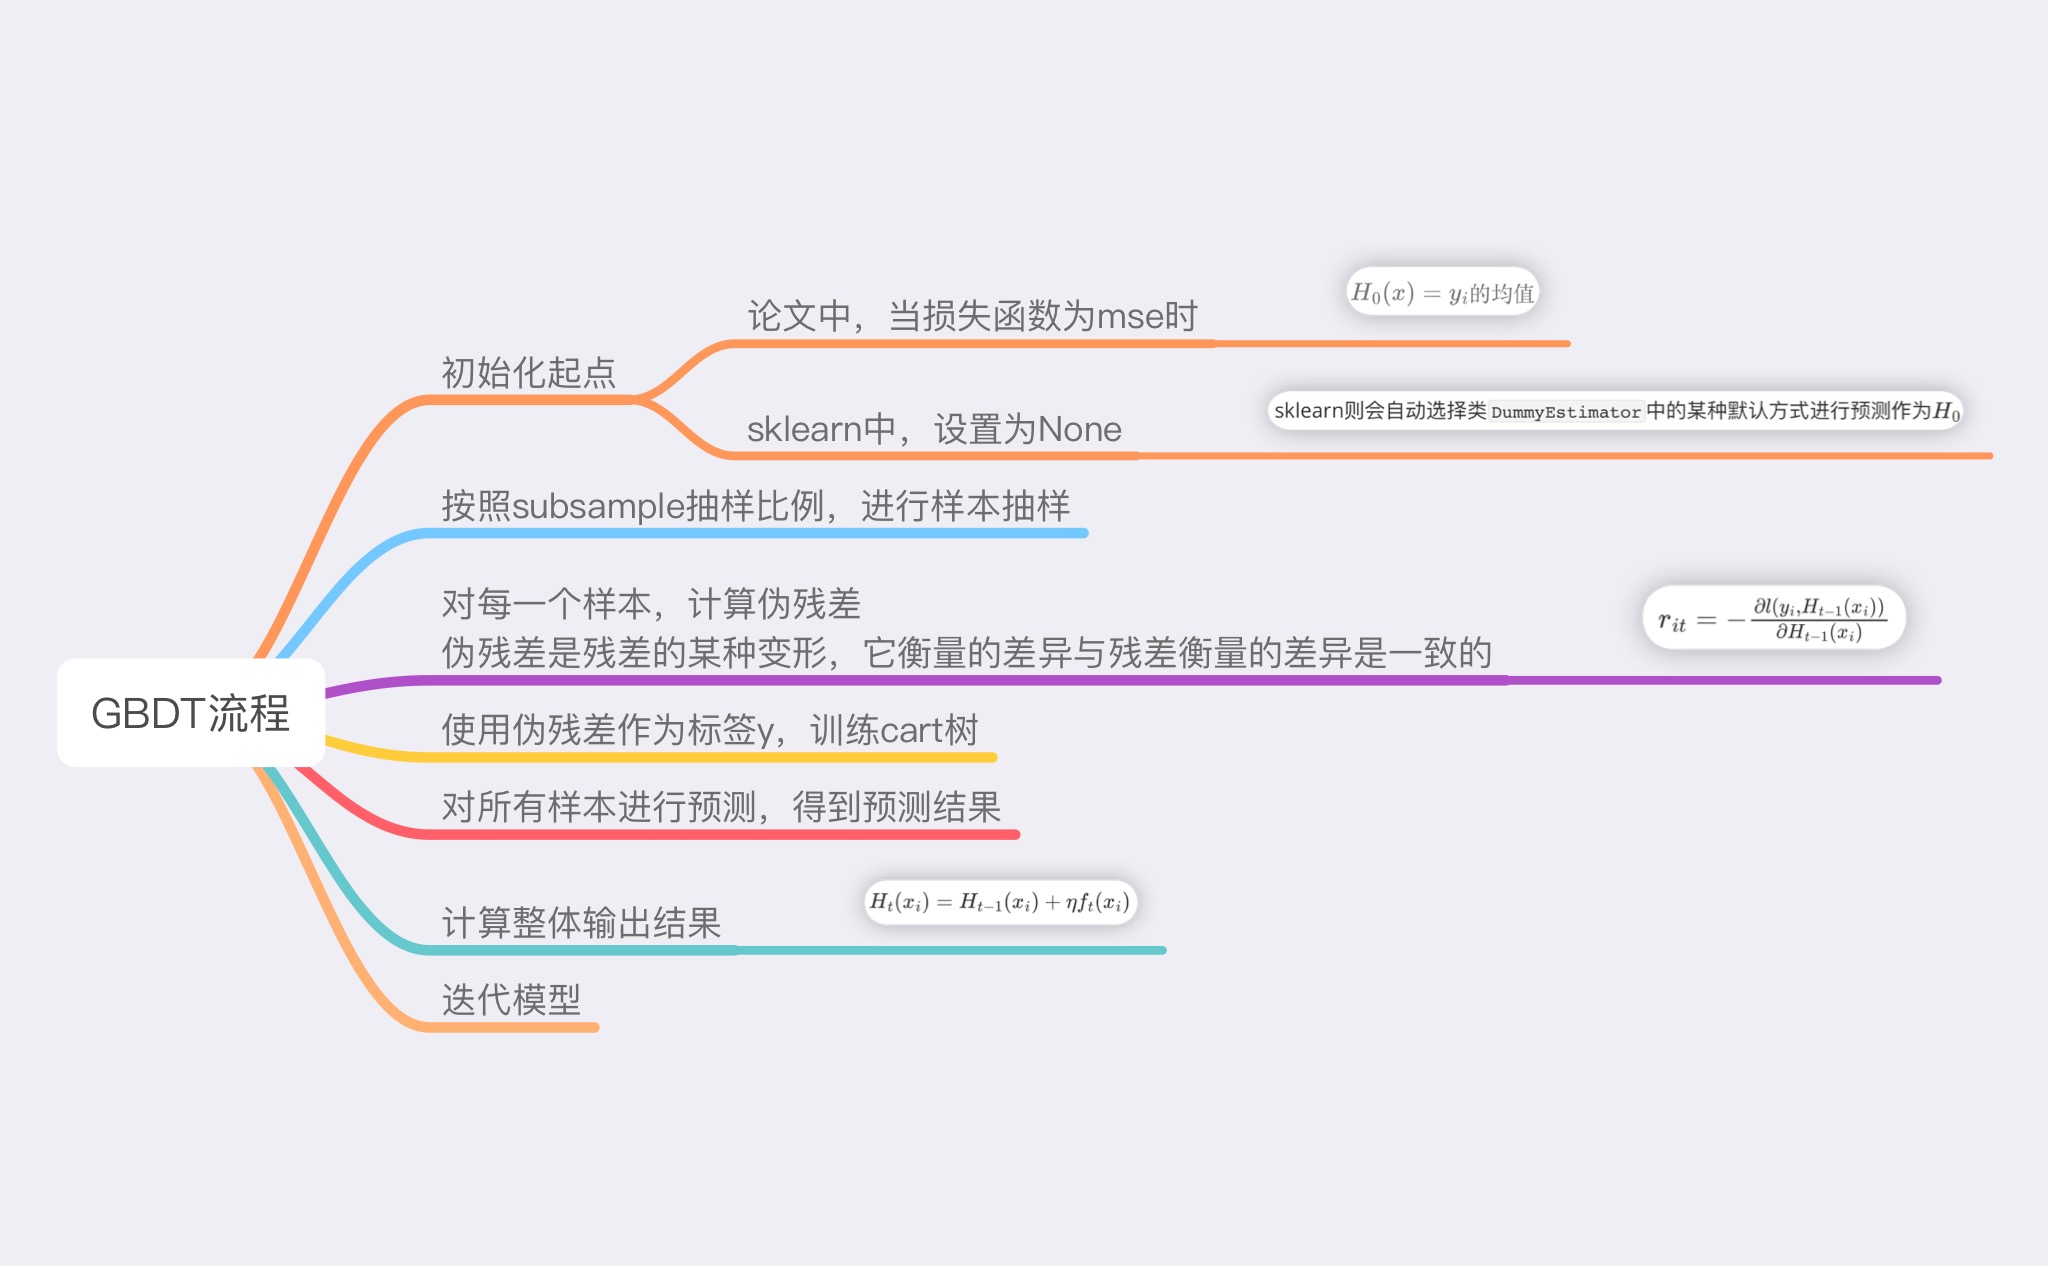 GBDT流程
初始化起点
论文中，当损失函数为mse时
H₀(x) = yᵢ的均值
sklearn中，设置为None
sklearn则会自动选择类DummyEstimator中的某种默认方式进行预测作为H₀
按照subsample抽样比例，进行样本抽样
对每一个样本，计算伪残差
伪残差是残差的某种变形，它衡量的差异与残差衡量的差异是一致的
r_{it} = -\frac{∂l(y_i,H_{t-1}(x_i))}{∂H_{t-1}(x_i)}
使用伪残差作为标签y，训练cart树
对所有样本进行预测，得到预测结果
计算整体输出结果
H_t(x_i) = H_{t-1}(x_i) + ηf_t(x_i)
迭代模型